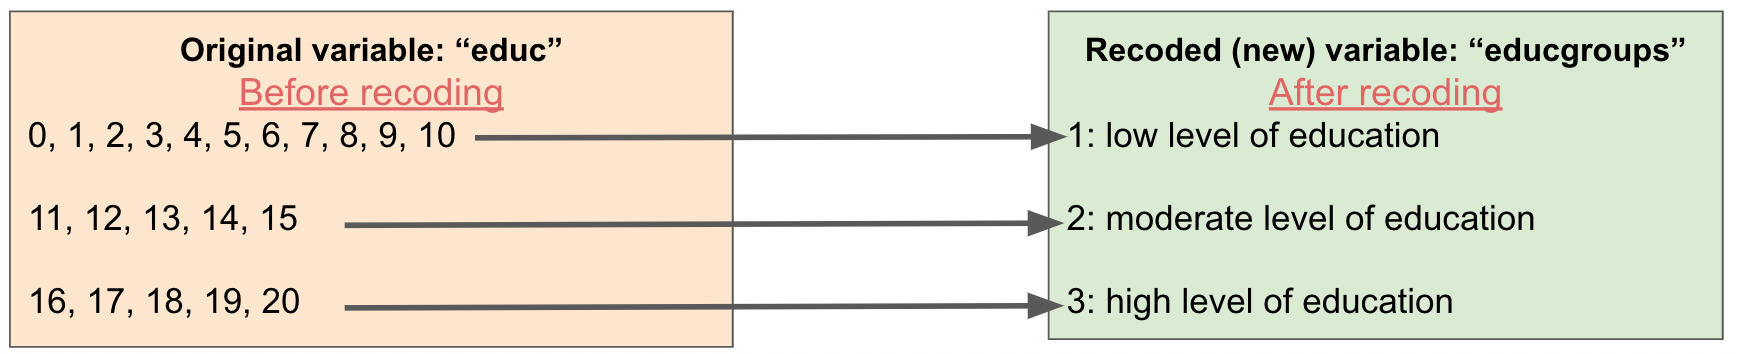 Original variable: “educ”
Before recoding
0, 1, 2, 3, 4, 5, 6, 7, 8, 9, 10
11, 12, 13, 14, 15
16, 17, 18, 19, 20
Recoded (new) variable: “educgroups”
After recoding
1: low level of education
2: moderate level of education
3: high level of education